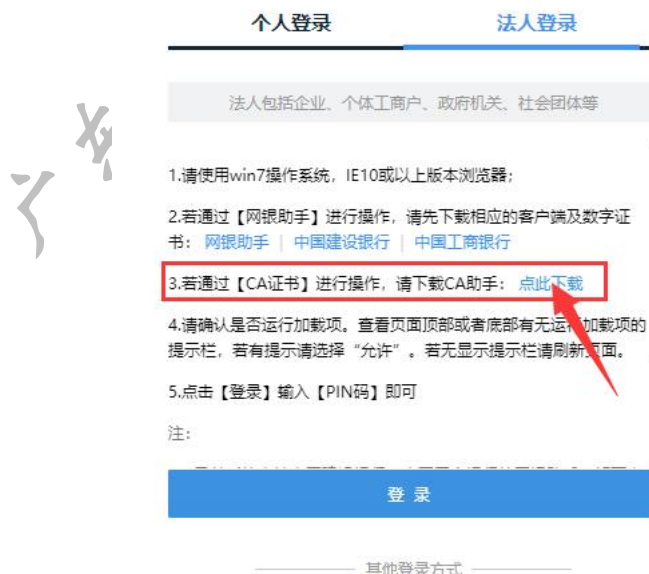 个人登录 法人登录
法人包括企业、个体工商户、政府机关、社会团体等
1.请使用win7操作系统，IE10或以上版本浏览器；
2.若通过【网银助手】进行操作，请先下载相应的客户端及数字证
书： 网银助手 | 中国建设银行 | 中国工商银行
3.若通过【CA证书】进行操作，请下载CA助手： 点此下载
4.请确认是否运行加载项。查看页面顶部或者底部有无运行加载项的
提示栏，若有提示请选择“允许”。若无显示提示栏请刷新页面。
5.点击【登录】输入【PIN码】即可
注：
登 录
其他登录方式
广